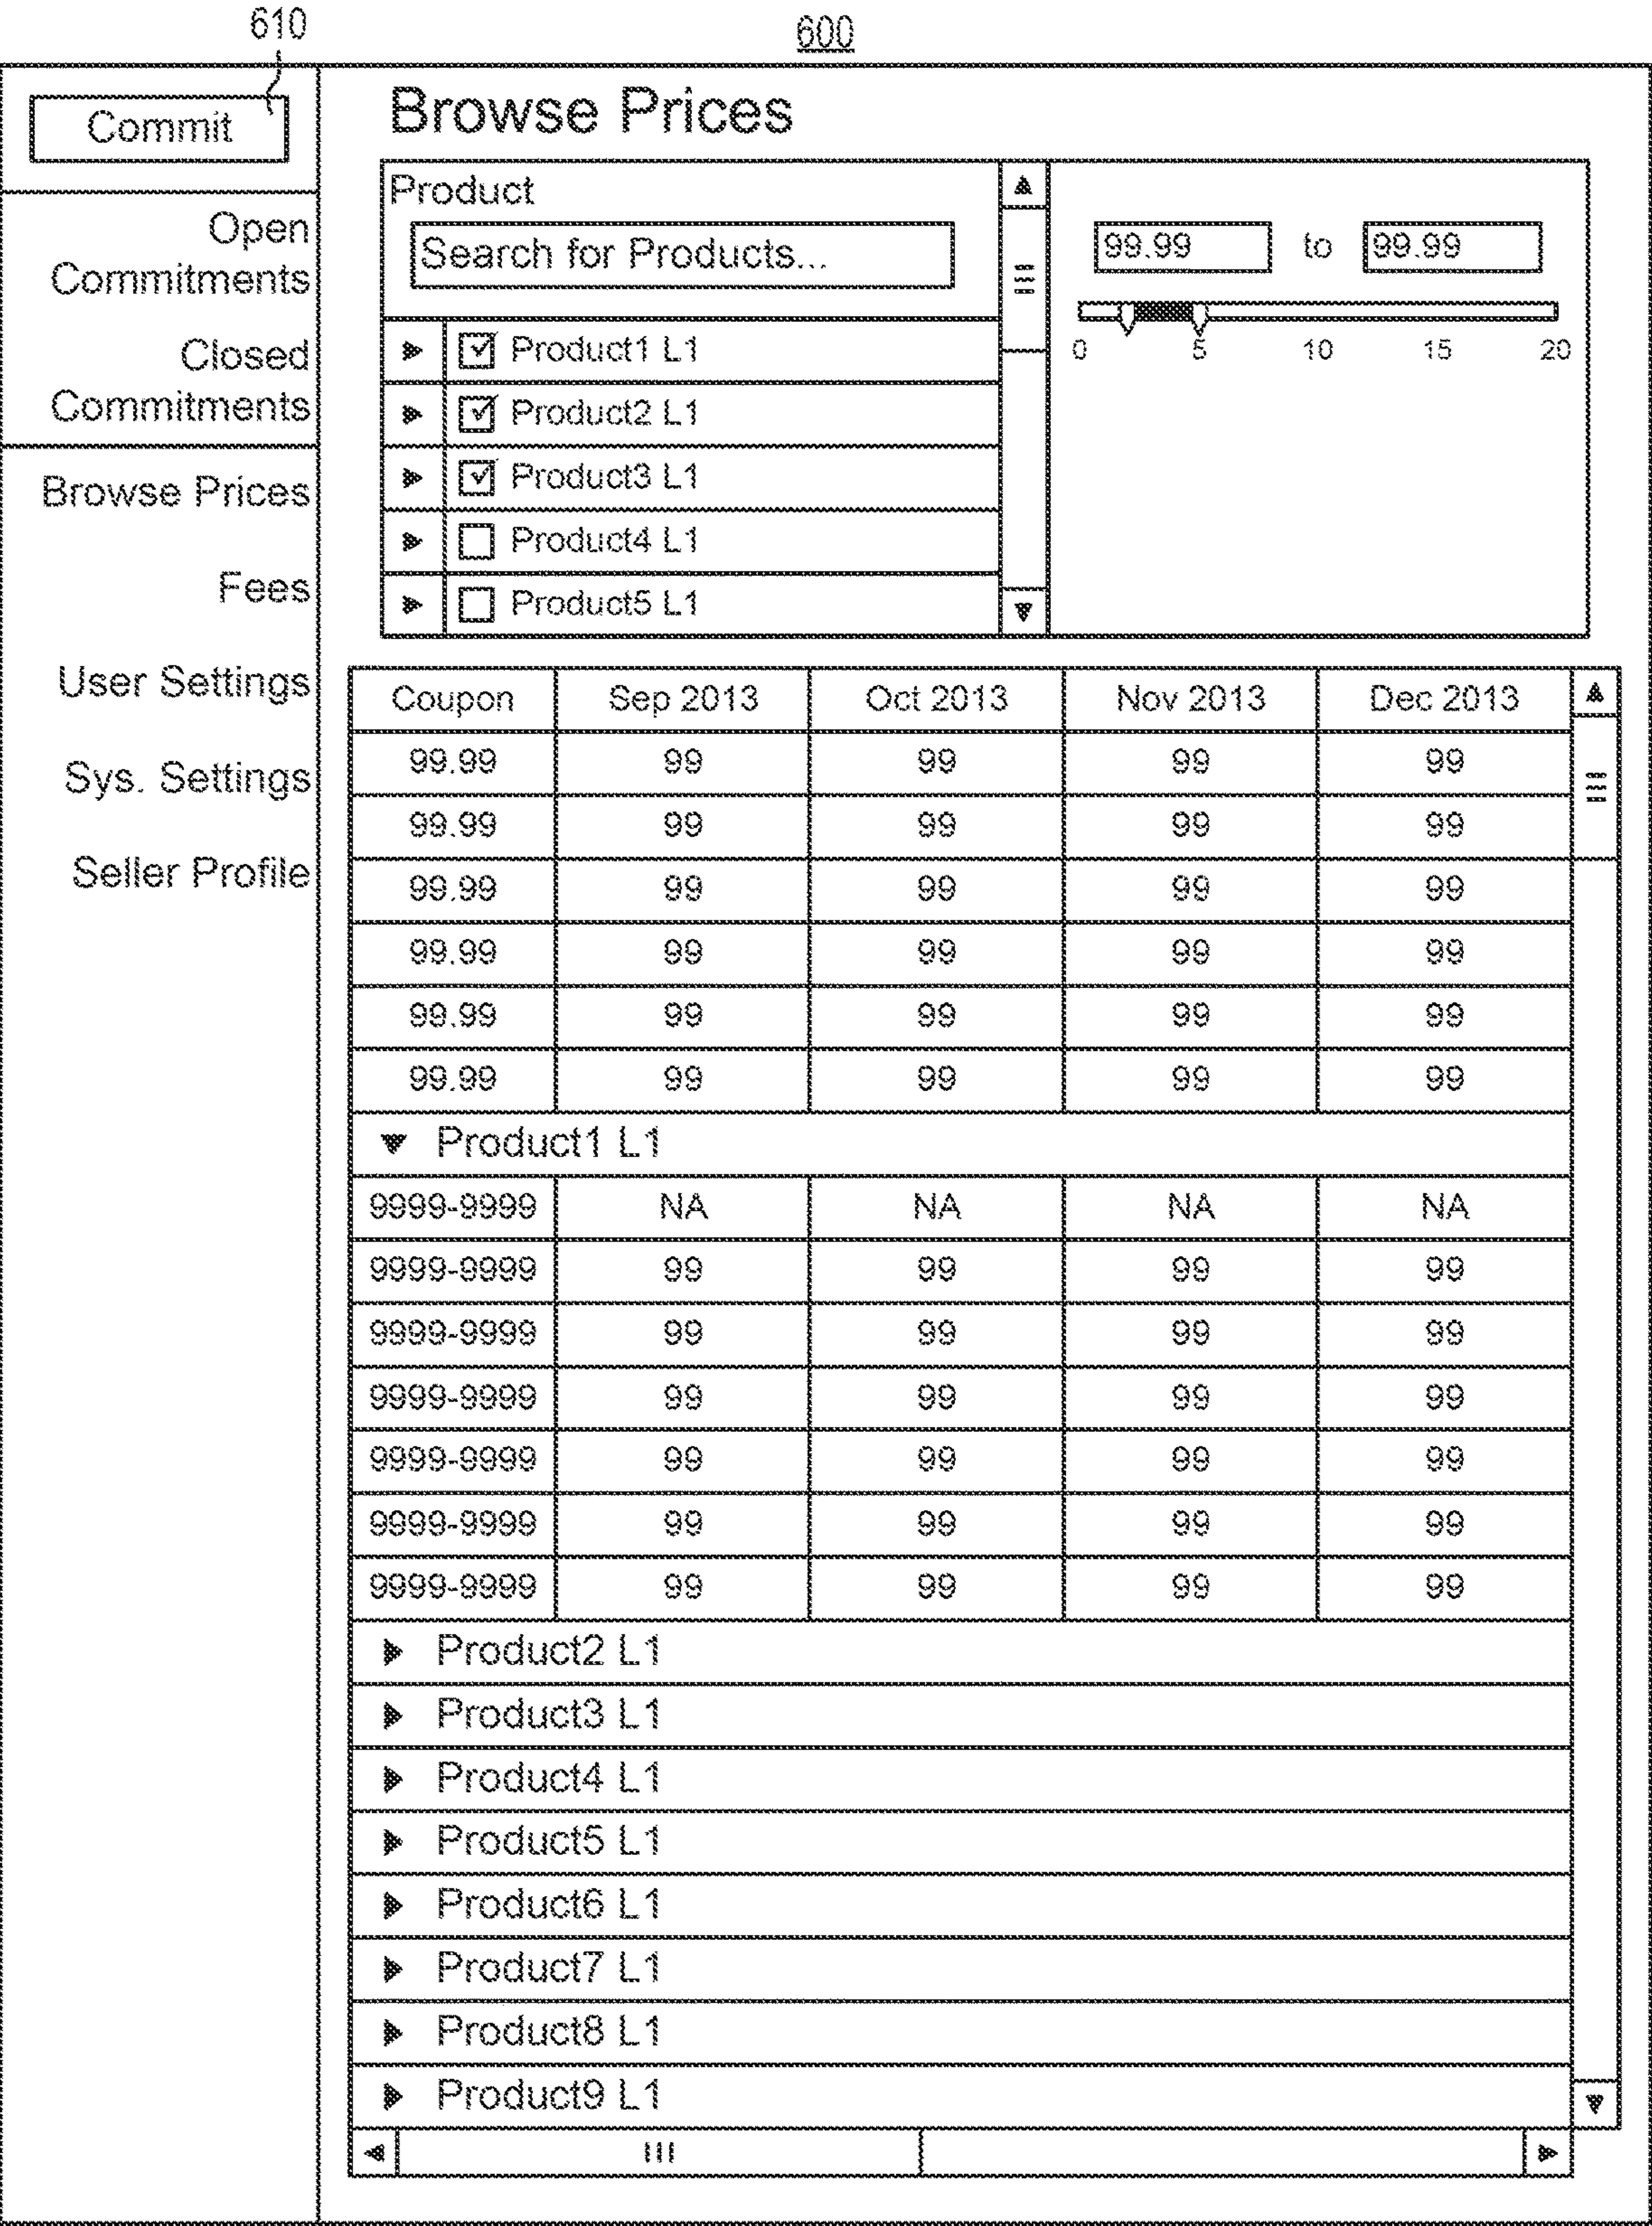 610
600
Commit
Open
Commitments
Closed
Commitments
Browse Prices
Fees
User Settings
Sys. Settings
Seller Profile
Browse Prices
Product
Search for Products...
Product1 L1
Product2 L1
Product3 L1
Product4 L1
Product5 L1
99.99 to 99.99
0 5 10 15 20
Coupon Sep 2013 Oct 2013 Nov 2013 Dec 2013
99.99 99 99 99 99
99.99 99 99 99 99
99.99 99 99 99 99
99.99 99 99 99 99
99.99 99 99 99 99
99.99 99 99 99 99
Product1 L1
9999-9999 NA NA NA NA
9999-9999 99 99 99 99
9999-9999 99 99 99 99
9999-9999 99 99 99 99
9999-9999 99 99 99 99
9999-9999 99 99 99 99
9999-9999 99 99 99 99
Product2 L1
Product3 L1
Product4 L1
Product5 L1
Product6 L1
Product7 L1
Product8 L1
Product9 L1